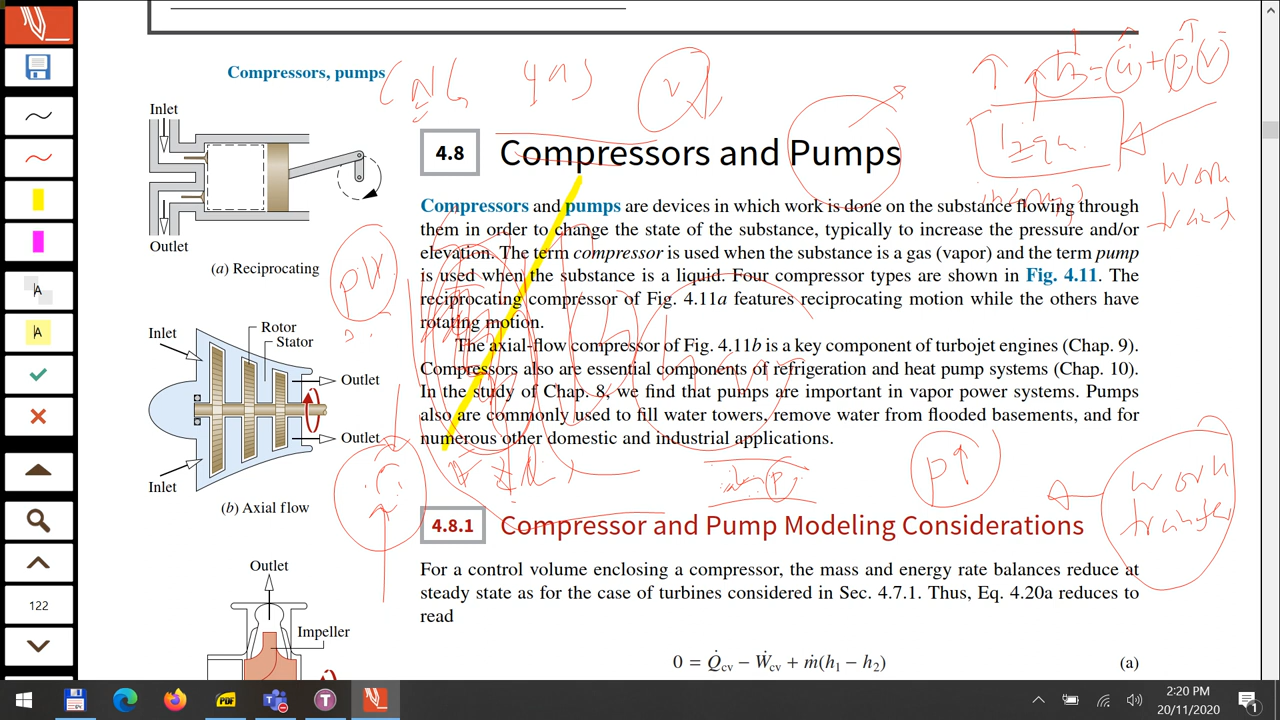 Compressors, pumps
Inlet
Outlet
(a) Reciprocating
Inlet
Rotor
Stator
Outlet
Outlet
Inlet
(b) Axial flow
Outlet
Impeller
h = u + p v
liq
work
pV
4.8 Compressors and Pumps
Compressors and pumps are devices in which work is done on the substance flowing through
them in order to change the state of the substance, typically to increase the pressure and/or
elevation. The term compressor is used when the substance is a gas (vapor) and the term pump
is used when the substance is a liquid. Four compressor types are shown in Fig. 4.11. The
reciprocating compressor of Fig. 4.11a features reciprocating motion while the others have
rotating motion.
The axial-flow compressor of Fig. 4.11b is a key component of turbojet engines (Chap. 9).
Compressors also are essential components of refrigeration and heat pump systems (Chap. 10).
In the study of Chap. 8, we find that pumps are important in vapor power systems. Pumps
also are commonly used to fill water towers, remove water from flooded basements, and for
numerous other domestic and industrial applications.
P↑
work
transfer
4.8.1 Compressor and Pump Modeling Considerations
For a control volume enclosing a compressor, the mass and energy rate balances reduce at
steady state as for the case of turbines considered in Sec. 4.7.1. Thus, Eq. 4.20a reduces to
read
0 = Q̇cv − Ẇcv + ṁ(h1 − h2) (a)
A
A
122
PDF
T
2:20 PM
20/11/2020
1